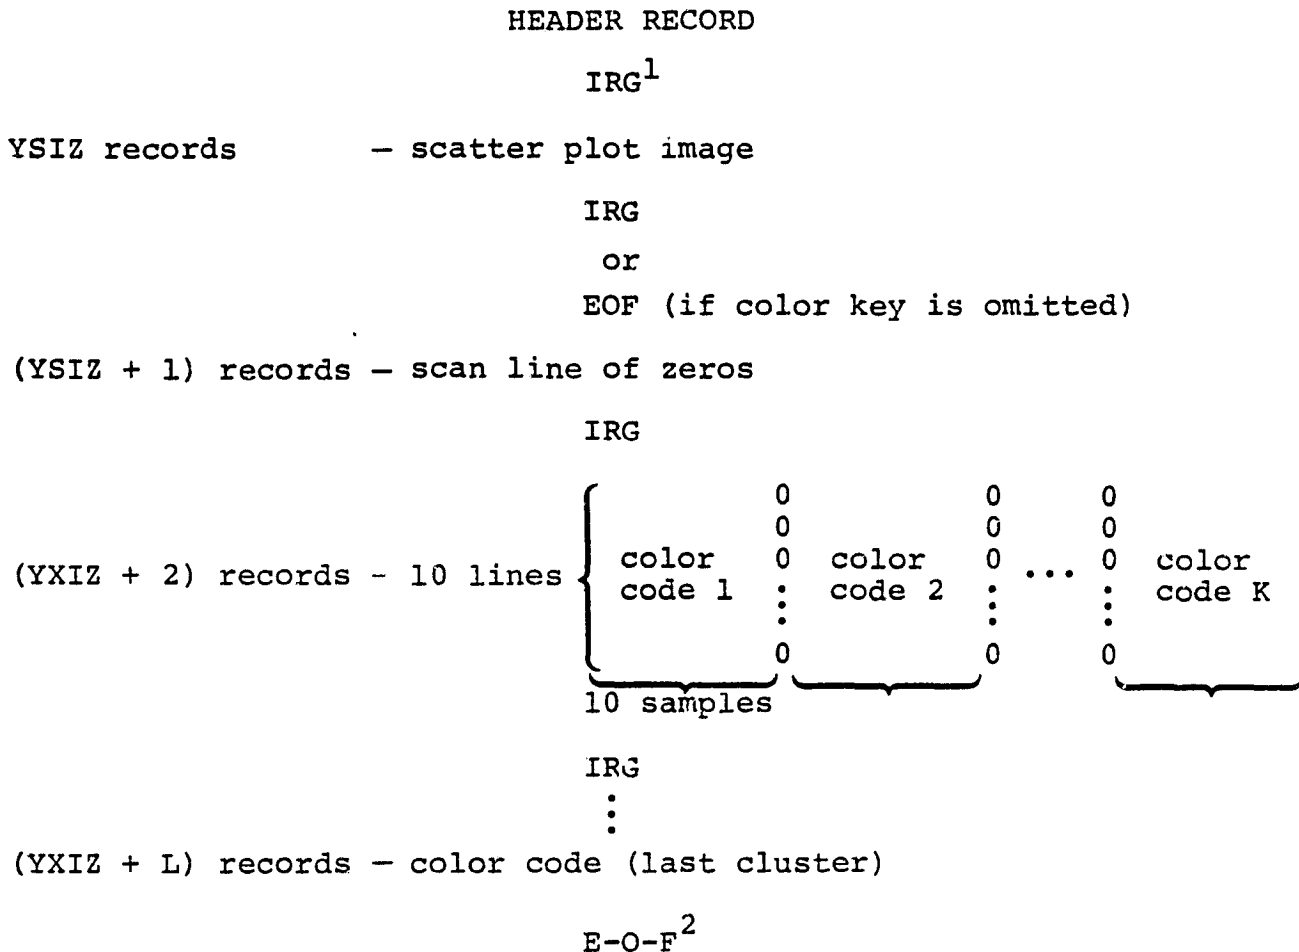 HEADER RECORD
IRG1
YSIZ records — scatter plot image
IRG
or
EOF (if color key is omitted)
(YSIZ + 1) records — scan line of zeros
IRG
0 0 0
0 0 0
(YXIZ + 2) records - 10 lines color code 1 0 color code 2 0 ... 0 color code K
0 0 0
10 samples
IRG
(YXIZ + L) records — color code (last cluster)
E-O-F2